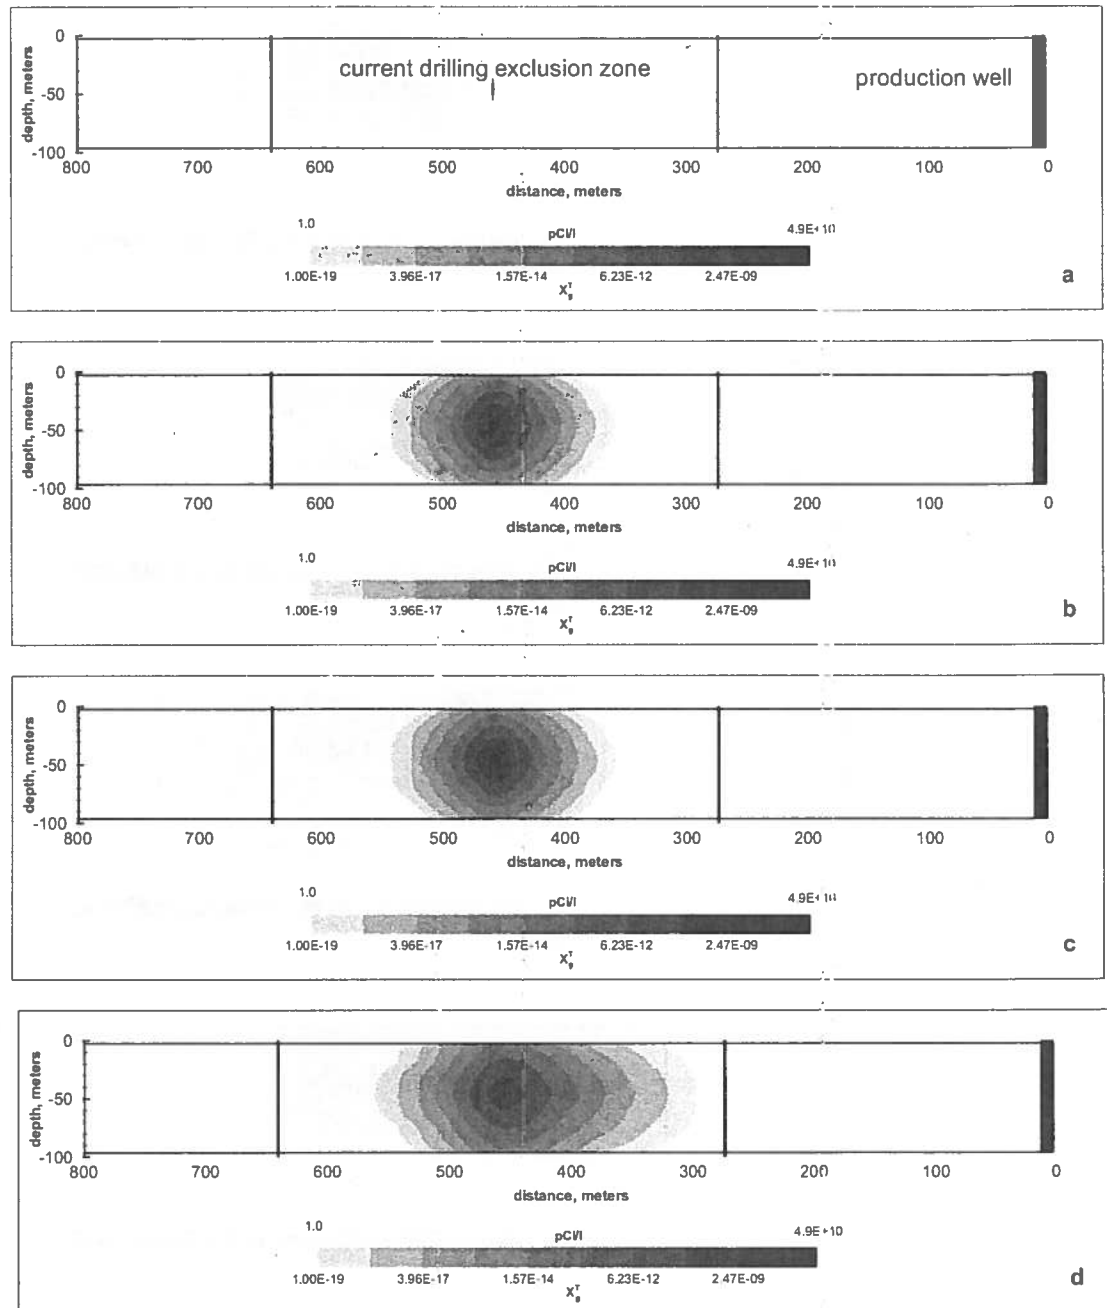 0
current drilling exclusion zone
production well
-50
-100
depth, meters
800 700 600 500 400 300 200 100 0
distance, meters
1.0 pCi/l 4.9E+10
1.00E-19 3.96E-17 1.57E-14 6.23E-12 2.47E-09
X_g^T
a
0
-50
-100
depth, meters
800 700 600 500 400 300 200 100 0
distance, meters
1.0 pCi/l 4.9E+10
1.00E-19 3.96E-17 1.57E-14 6.23E-12 2.47E-09
X_g^T
b
0
-50
-100
depth, meters
800 700 600 500 400 300 200 100 0
distance, meters
1.0 pCi/l 4.9E+10
1.00E-19 3.96E-17 1.57E-14 6.23E-12 2.47E-09
X_g^T
c
0
-50
-100
depth, meters
800 700 600 500 400 300 200 100 0
distance, meters
1.0 pCi/l 4.9E+10
1.00E-19 3.96E-17 1.57E-14 6.23E-12 2.47E-09
X_g^T
d